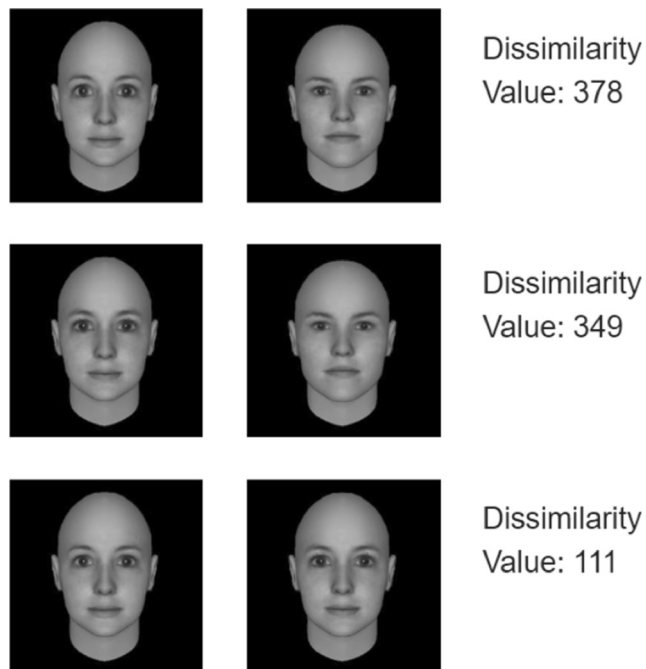 Dissimilarity
Value: 378
Dissimilarity
Value: 349
Dissimilarity
Value: 111